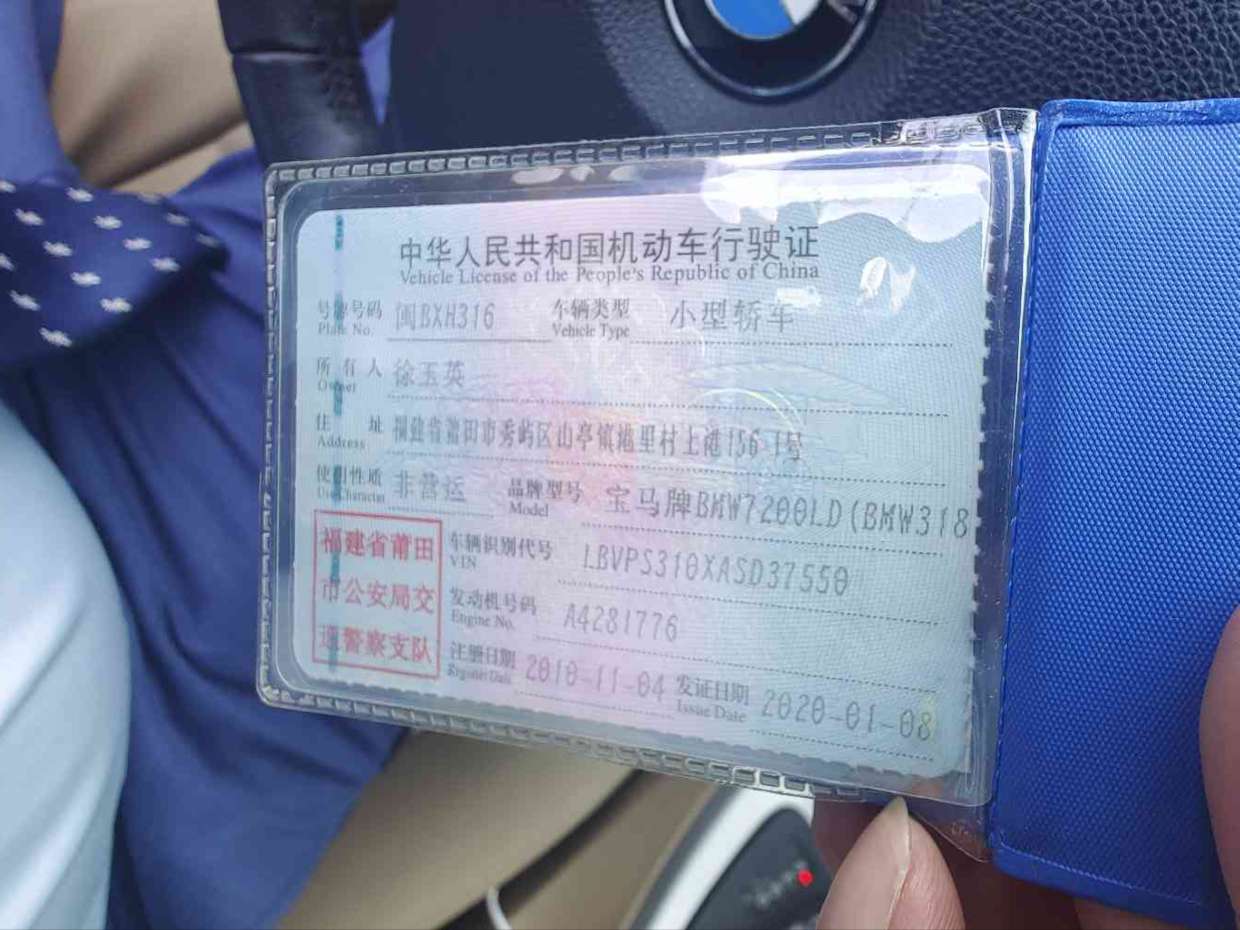 中华人民共和国机动车行驶证
Vehicle License of the People's Republic of China
号牌号码 闽BXH316 车辆类型 小型轿车
Plate No. Vehicle Type
所有人 徐玉英
Owner
住址 福建省莆田市秀屿区山亭镇港里村上港156-1号
Address
使用性质 非营运 品牌型号 宝马牌BMW7200LD(BMW318
Use Character Model
福建省莆田
市公安局交
通警察支队
车辆识别代号 LBVPS310XASD37550
VIN
发动机号码 A4281776
Engine No.
注册日期 2010-11-04 发证日期 2020-01-08
Register Date Issue Date